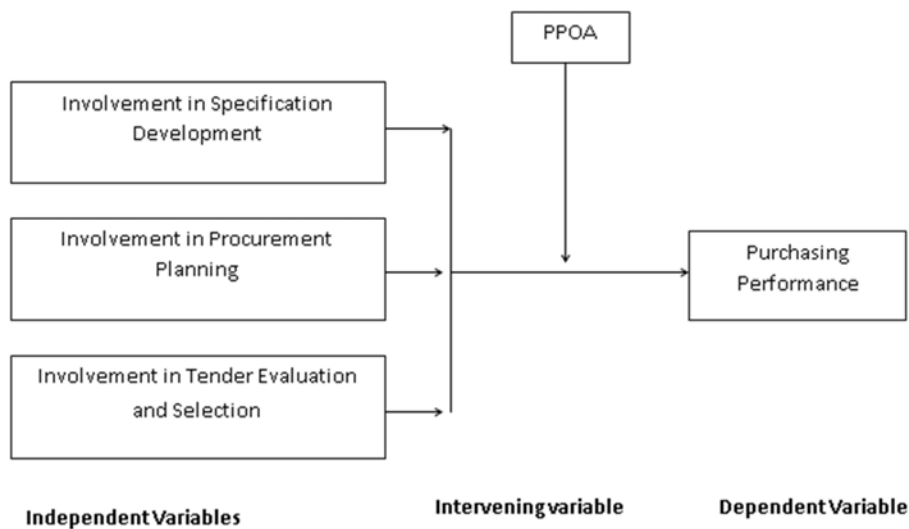 PPOA
Involvement in Specification
Development
Involvement in Procurement
Planning
Purchasing
Performance
Involvement in Tender Evaluation
and Selection
Independent Variables
Intervening variable
Dependent Variable